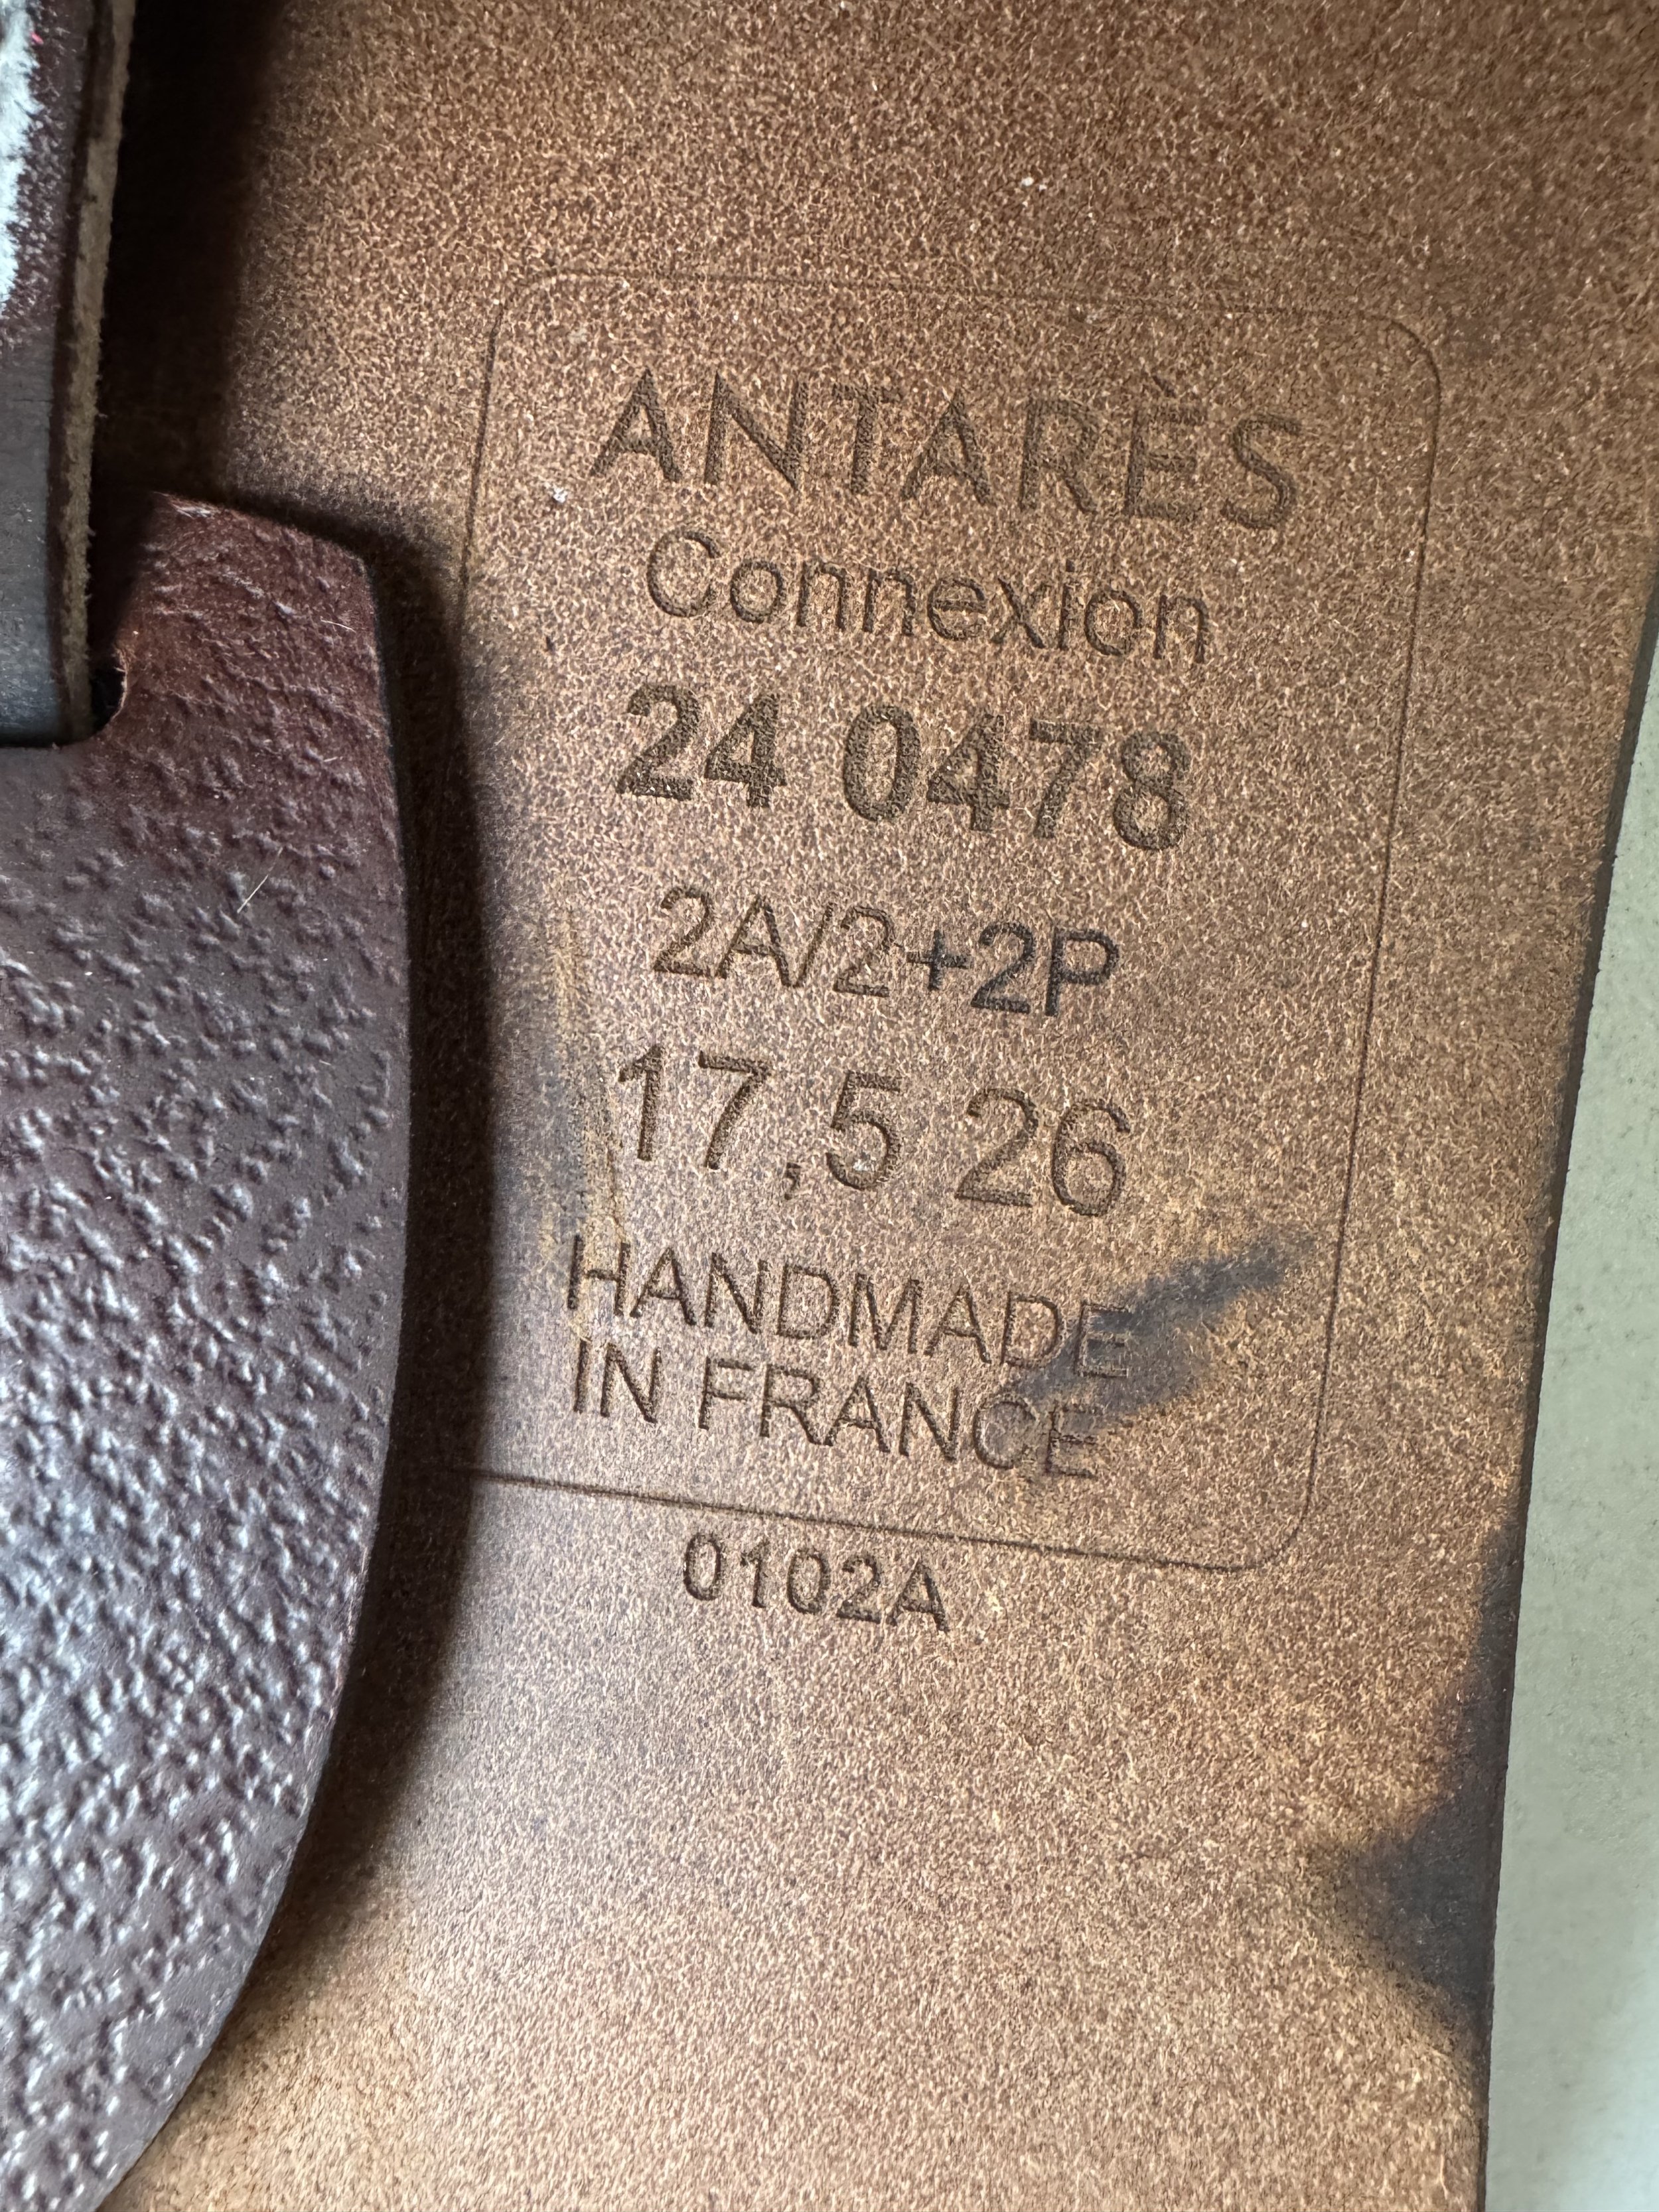 ANTARÈS
Connexion
24 0478
2A/2+2P
17,5 26
HANDMADE
IN FRANCE
0102A